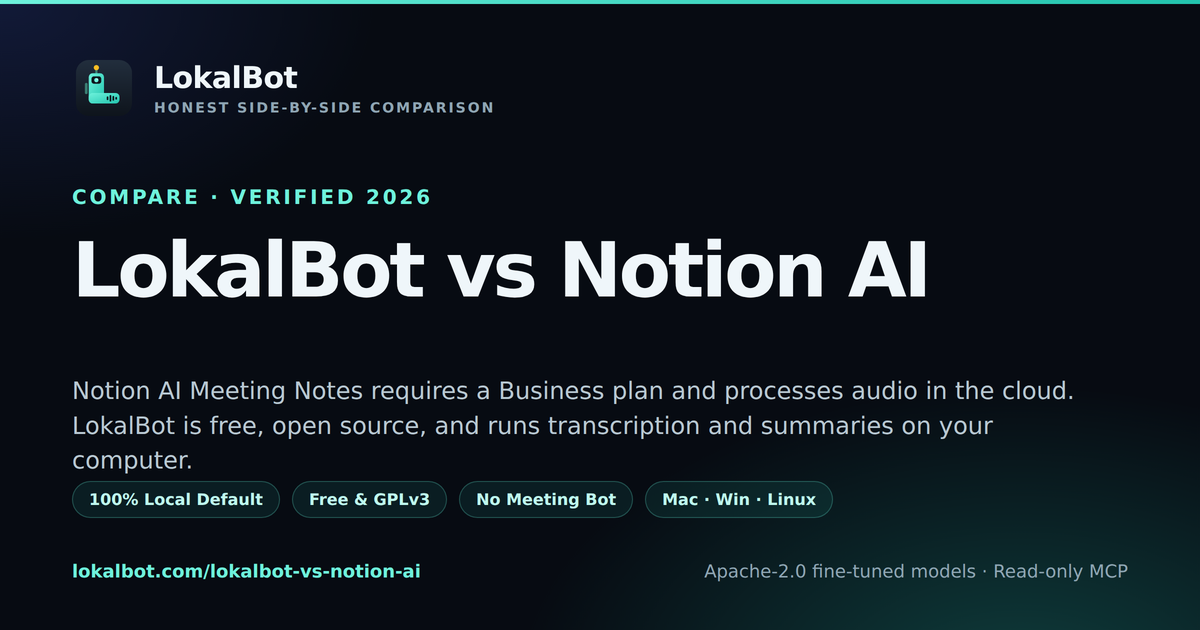 LokalBot
HONEST SIDE-BY-SIDE COMPARISON
COMPARE · VERIFIED 2026
LokalBot vs Notion AI
Notion AI Meeting Notes requires a Business plan and processes audio in the cloud.
LokalBot is free, open source, and runs transcription and summaries on your
computer.
100% Local Default
Free & GPLv3
No Meeting Bot
Mac · Win · Linux
lokalbot.com/lokalbot-vs-notion-ai
Apache-2.0 fine-tuned models · Read-only MCP